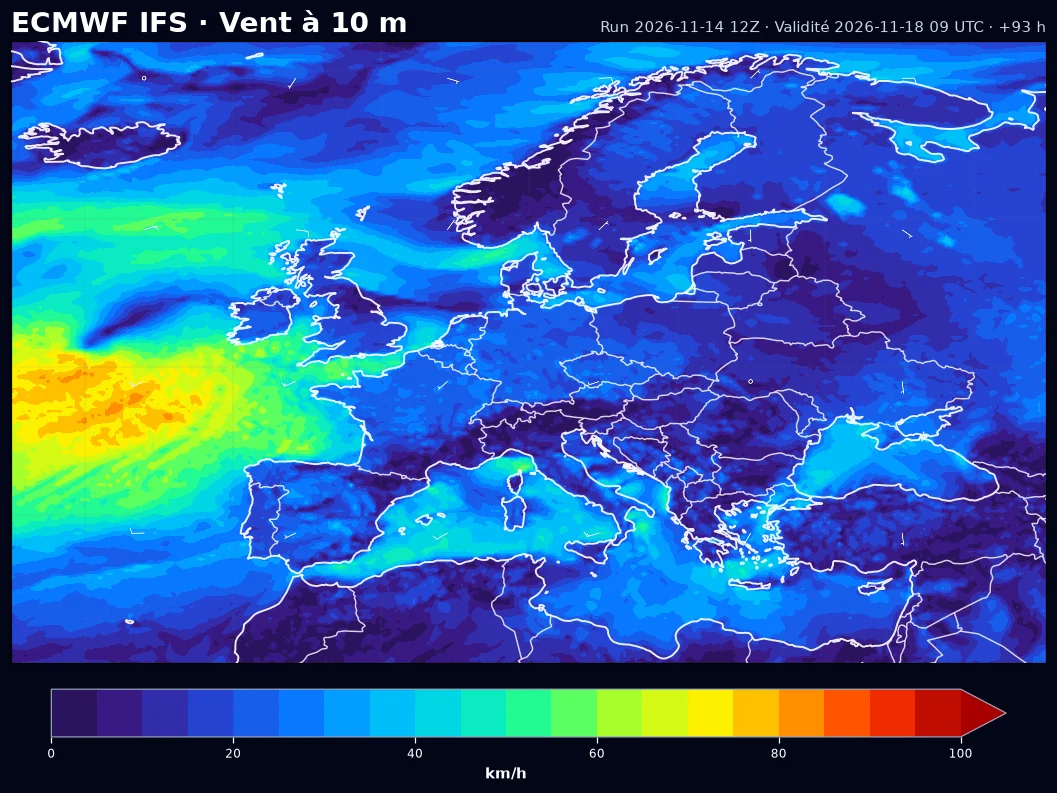 ECMWF IFS · Vent à 10 m
Run 2026-11-14 12Z · Validité 2026-11-18 09 UTC · +93 h
0 20 40 60 80 100
km/h